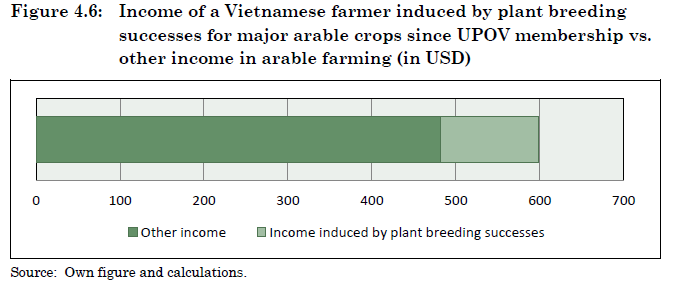 Figure 4.6: Income of a Vietnamese farmer induced by plant breeding
successes for major arable crops since UPOV membership vs.
other income in arable farming (in USD)
0 100 200 300 400 500 600 700
Other income Income induced by plant breeding successes
Source: Own figure and calculations.